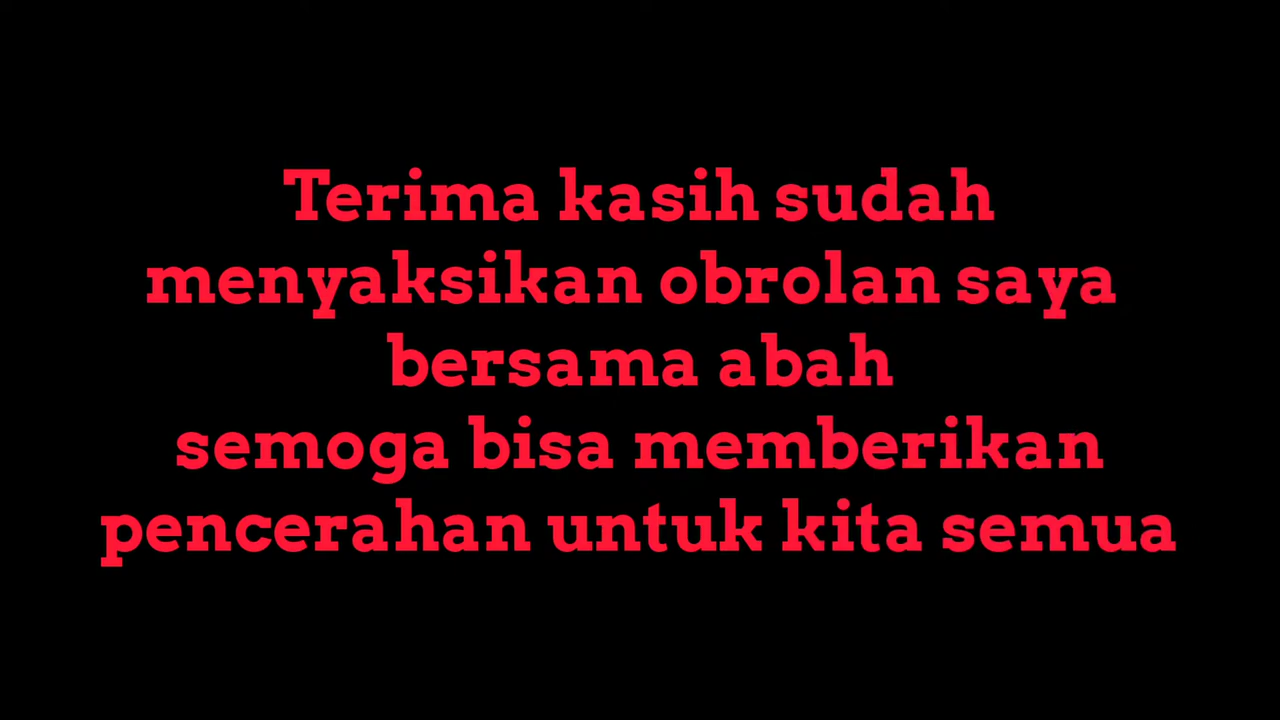 Terima kasih sudah
menyaksikan obrolan saya
bersama abah
semoga bisa memberikan
pencerahan untuk kita semua